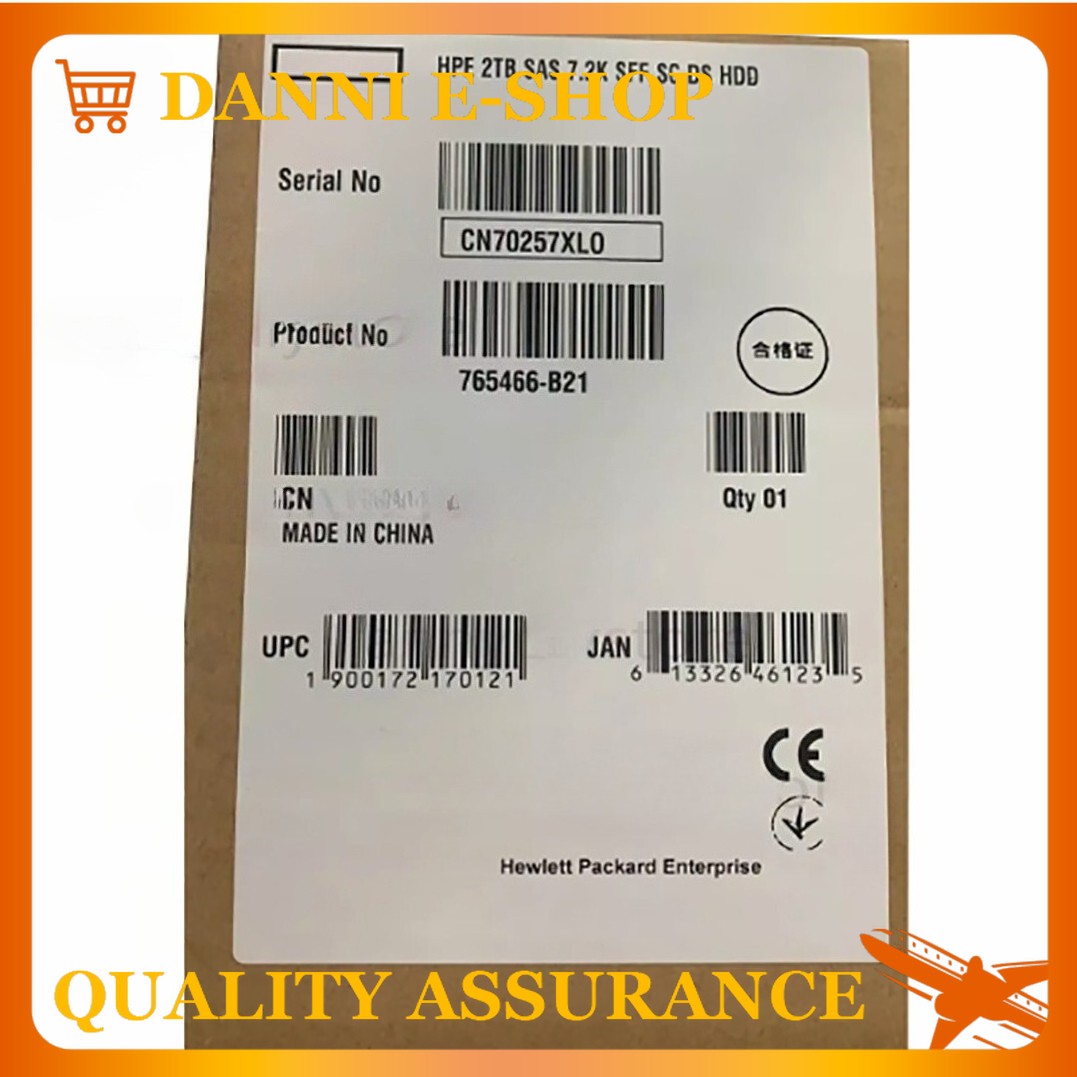 HPE 2TB SAS 7.2K SFF SC DS HDD
DANNI E-SHOP
Serial No
CN70257XLO
Product No
765466-B21
合格证
CN
Qty 01
MADE IN CHINA
UPC
1 900172 170121
JAN
6 13326 46123 5
CE
Hewlett Packard Enterprise
QUALITY ASSURANCE